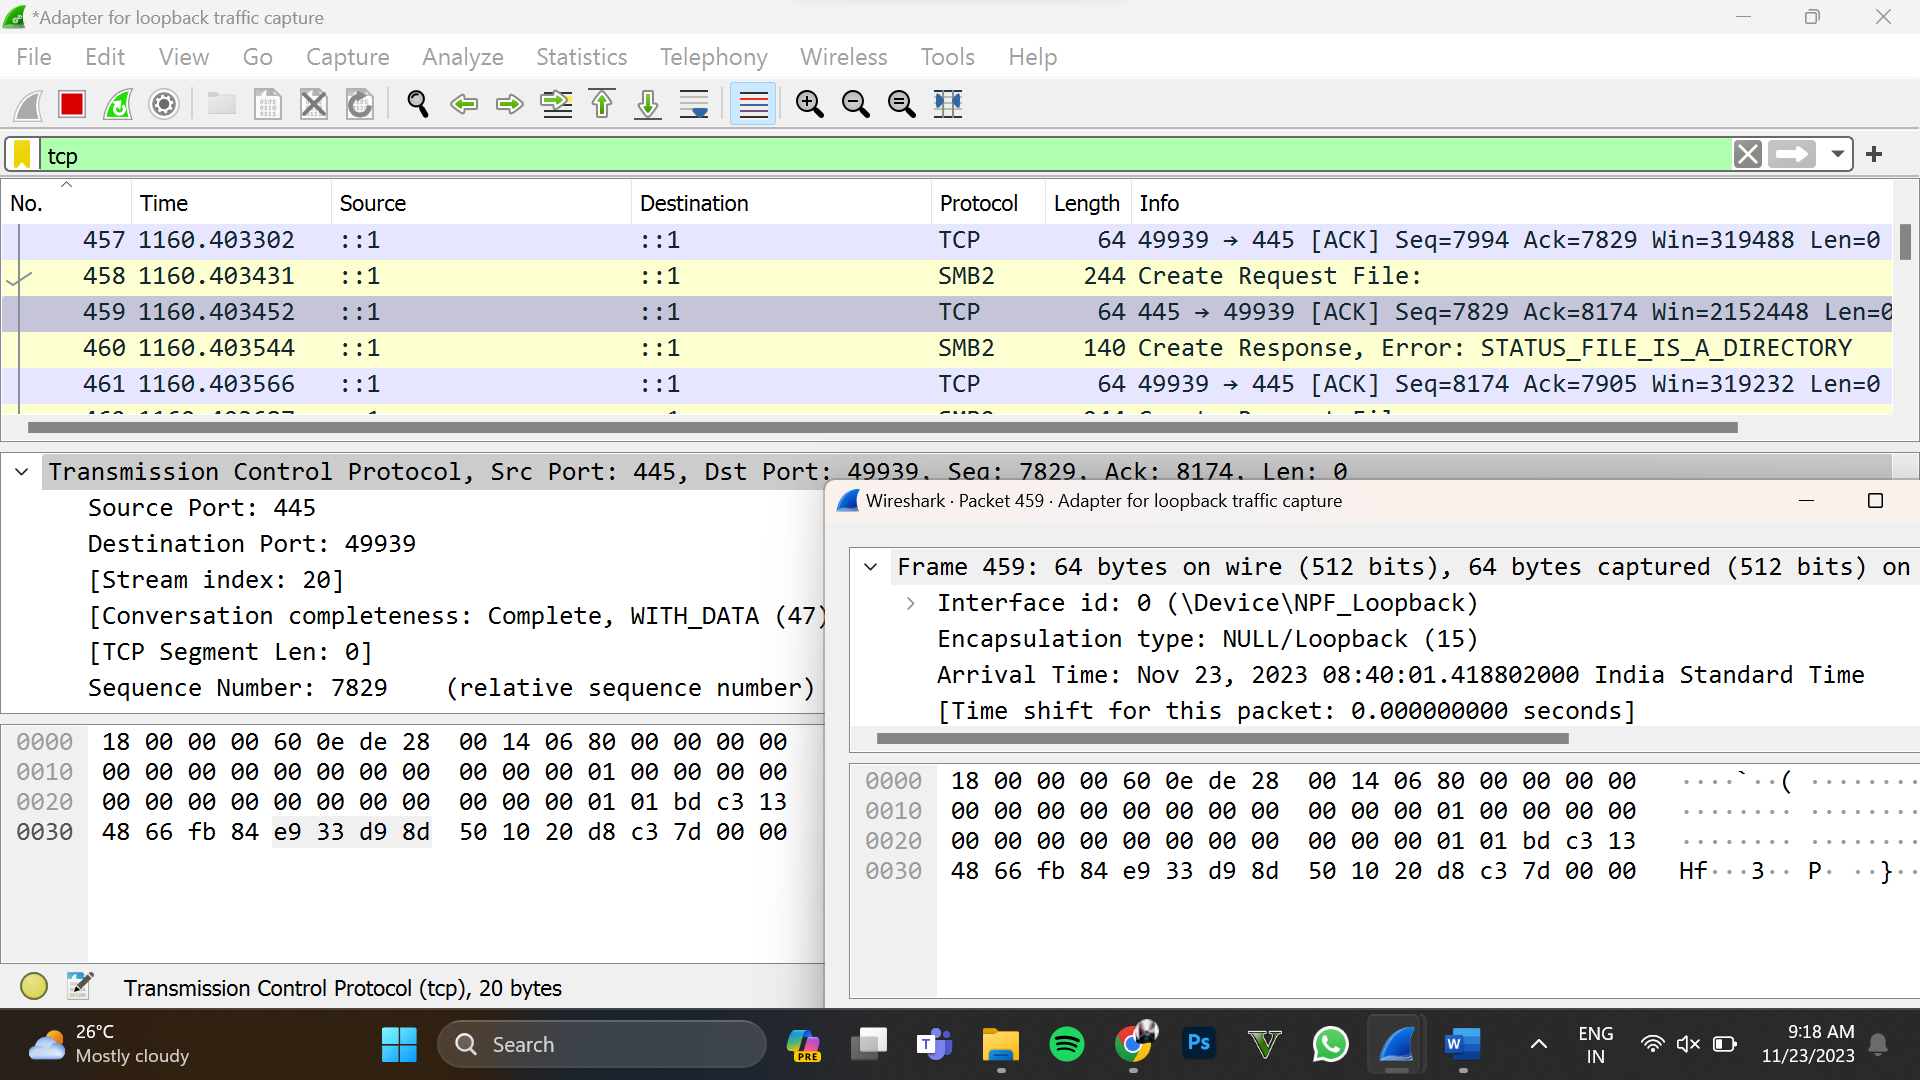 *Adapter for loopback traffic capture
File Edit View Go Capture Analyze Statistics Telephony Wireless Tools Help
tcp
No. Time Source Destination Protocol Length Info
457 1160.403302 ::1 ::1 TCP 64 49939 → 445 [ACK] Seq=7994 Ack=7829 Win=319488 Len=0
458 1160.403431 ::1 ::1 SMB2 244 Create Request File:
459 1160.403452 ::1 ::1 TCP 64 445 → 49939 [ACK] Seq=7829 Ack=8174 Win=2152448 Len=0
460 1160.403544 ::1 ::1 SMB2 140 Create Response, Error: STATUS_FILE_IS_A_DIRECTORY
461 1160.403566 ::1 ::1 TCP 64 49939 → 445 [ACK] Seq=8174 Ack=7905 Win=319232 Len=0
Transmission Control Protocol, Src Port: 445, Dst Port: 49939, Seq: 7829, Ack: 8174, Len: 0
Source Port: 445
Destination Port: 49939
[Stream index: 20]
[Conversation completeness: Complete, WITH_DATA (47)
[TCP Segment Len: 0]
Sequence Number: 7829 (relative sequence number)
0000 18 00 00 00 60 0e de 28 00 14 06 80 00 00 00 00
0010 00 00 00 00 00 00 00 00 00 00 00 01 00 00 00 00
0020 00 00 00 00 00 00 00 00 00 00 00 01 01 bd c3 13
0030 48 66 fb 84 e9 33 d9 8d 50 10 20 d8 c3 7d 00 00
Transmission Control Protocol (tcp), 20 bytes
Wireshark · Packet 459 · Adapter for loopback traffic capture
Frame 459: 64 bytes on wire (512 bits), 64 bytes captured (512 bits) on
Interface id: 0 (\Device\NPF_Loopback)
Encapsulation type: NULL/Loopback (15)
Arrival Time: Nov 23, 2023 08:40:01.418802000 India Standard Time
[Time shift for this packet: 0.000000000 seconds]
0000 18 00 00 00 60 0e de 28 00 14 06 80 00 00 00 00 ····`··( ········
0010 00 00 00 00 00 00 00 00 00 00 00 01 00 00 00 00 ········ ········
0020 00 00 00 00 00 00 00 00 00 00 00 01 01 bd c3 13 ········ ········
0030 48 66 fb 84 e9 33 d9 8d 50 10 20 d8 c3 7d 00 00 Hf···3·· P· ··}··
26°C
Mostly cloudy
Search
PRE
T
Ps
V
W
ENG
IN
9:18 AM
11/23/2023